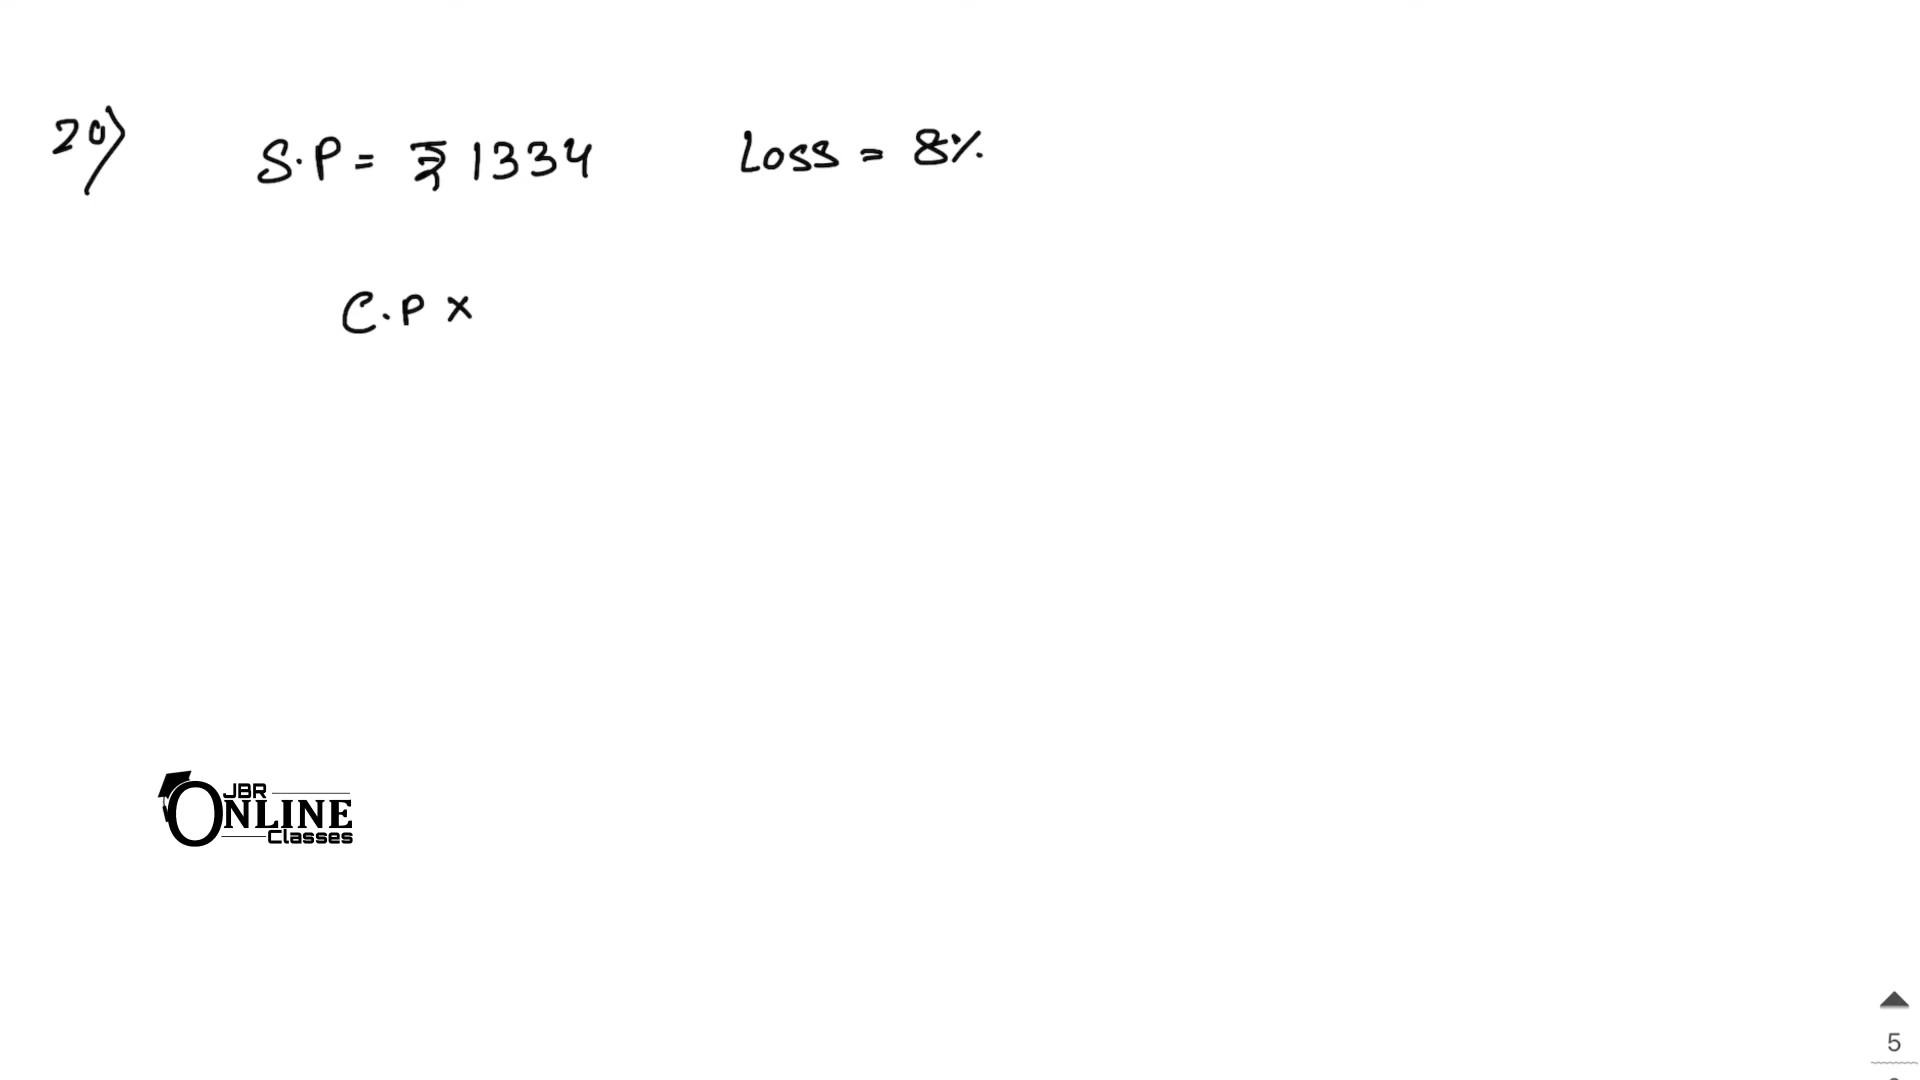 20) S.P = ₹ 1334 Loss = 8%
C.P x
JBR
ONLINE
Classes
5